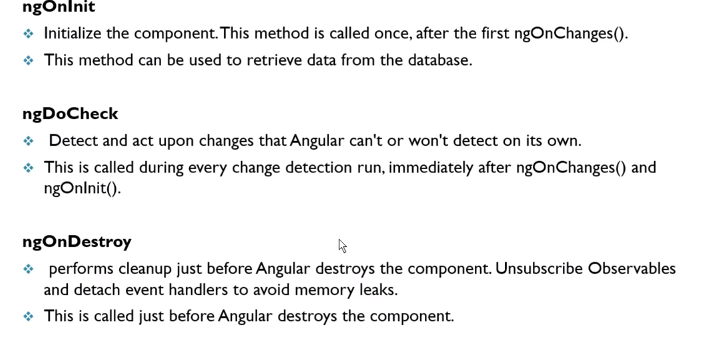 ngOnInit
Initialize the component. This method is called once, after the first ngOnChanges().
This method can be used to retrieve data from the database.
ngDoCheck
Detect and act upon changes that Angular can't or won't detect on its own.
This is called during every change detection run, immediately after ngOnChanges() and
ngOnInit().
ngOnDestroy
performs cleanup just before Angular destroys the component. Unsubscribe Observables
and detach event handlers to avoid memory leaks.
This is called just before Angular destroys the component.